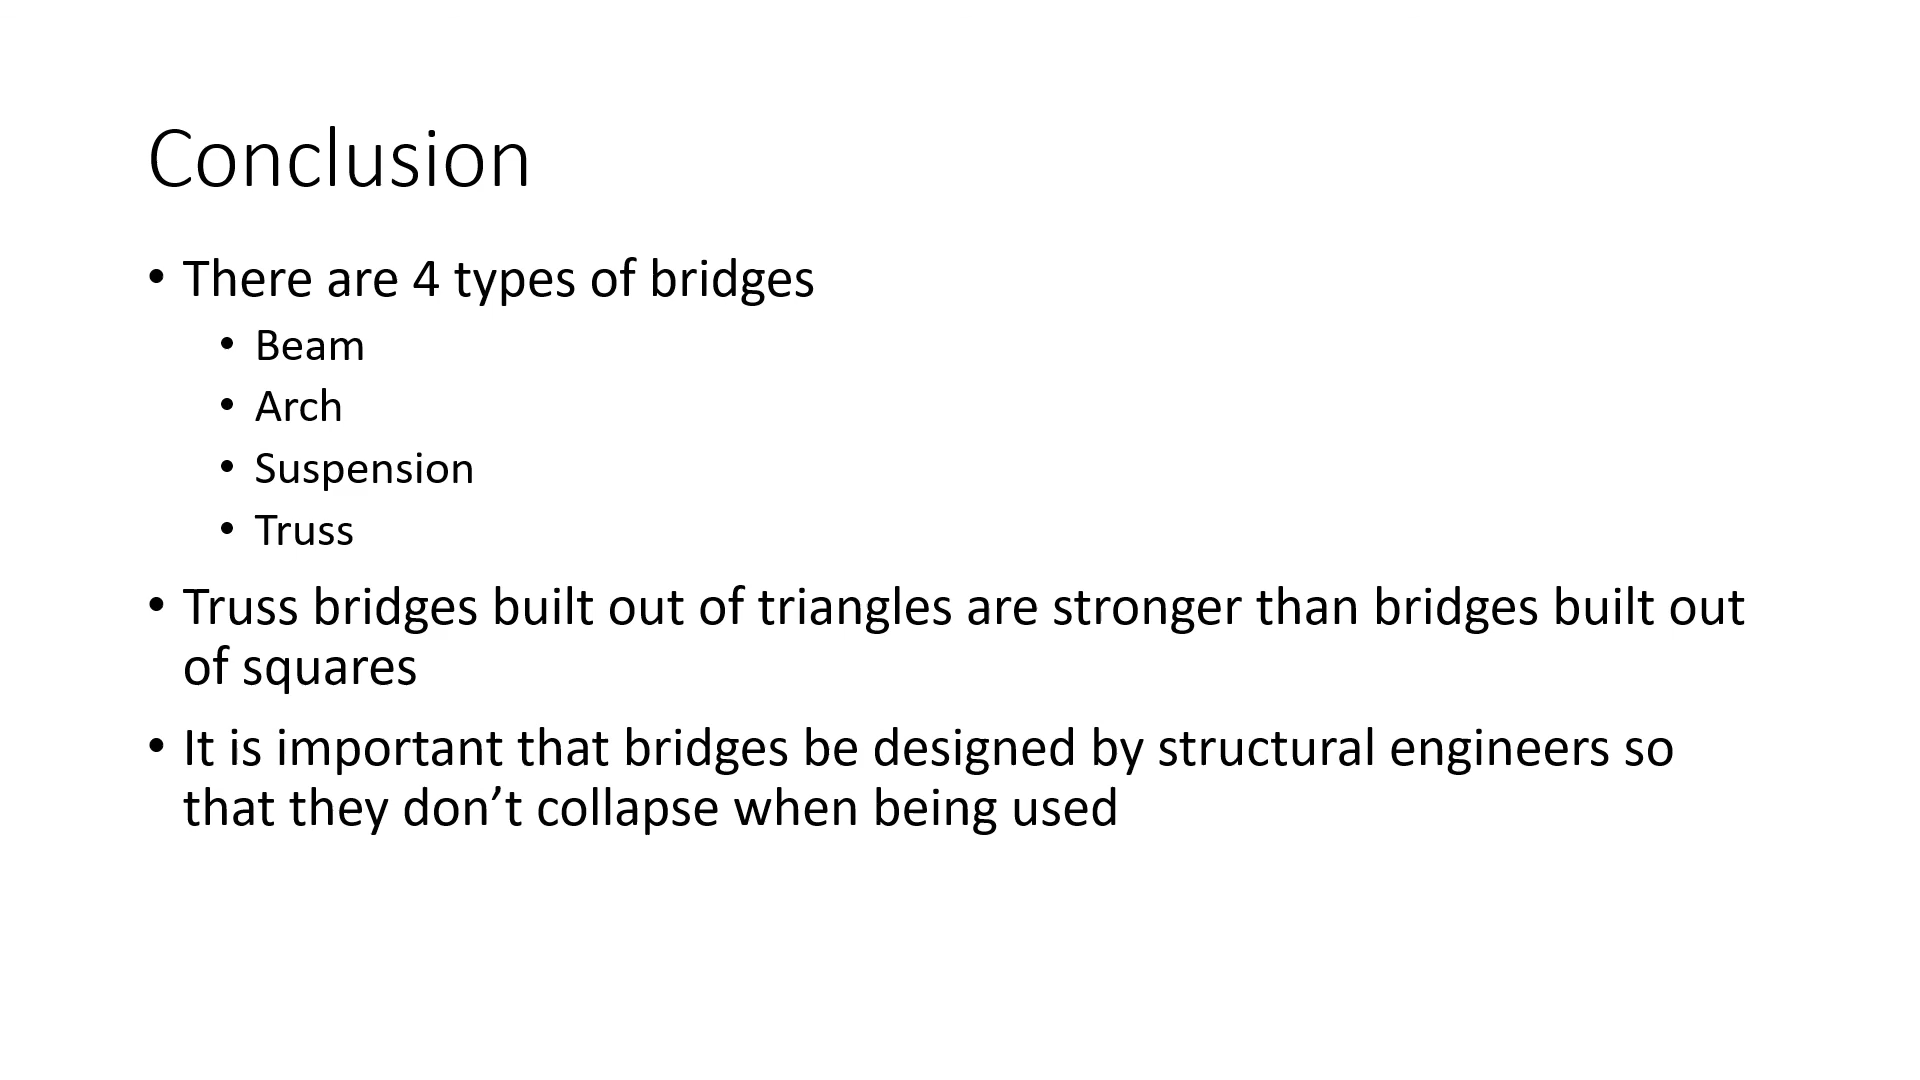 Conclusion
• There are 4 types of bridges
• Beam
• Arch
• Suspension
• Truss
• Truss bridges built out of triangles are stronger than bridges built out
of squares
• It is important that bridges be designed by structural engineers so
that they don’t collapse when being used